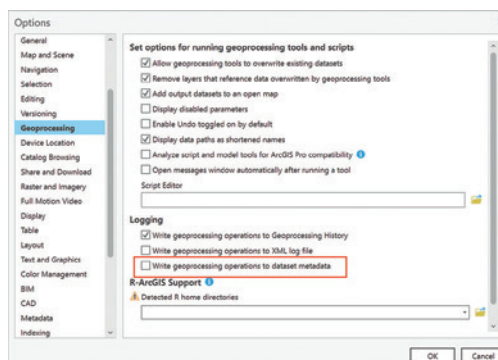 Options
General
Map and Scene
Navigation
Selection
Editing
Versioning
Geoprocessing
Device Location
Catalog Browsing
Share and Download
Raster and Imagery
Full Motion Video
Display
Table
Layout
Text and Graphics
Color Management
BIM
CAD
Metadata
Indexing
Set options for running geoprocessing tools and scripts
Allow geoprocessing tools to overwrite existing datasets
Remove layers that reference data overwritten by geoprocessing tools
Add output datasets to an open map
Display disabled parameters
Enable Undo toggled on by default
Display data paths as shortened names
Analyze script and model tools for ArcGIS Pro compatibility
Open messages window automatically after running a tool
Script Editor
Logging
Write geoprocessing operations to Geoprocessing History
Write geoprocessing operations to XML log file
Write geoprocessing operations to dataset metadata
R-ArcGIS Support
Detected R home directories
OK Cancel